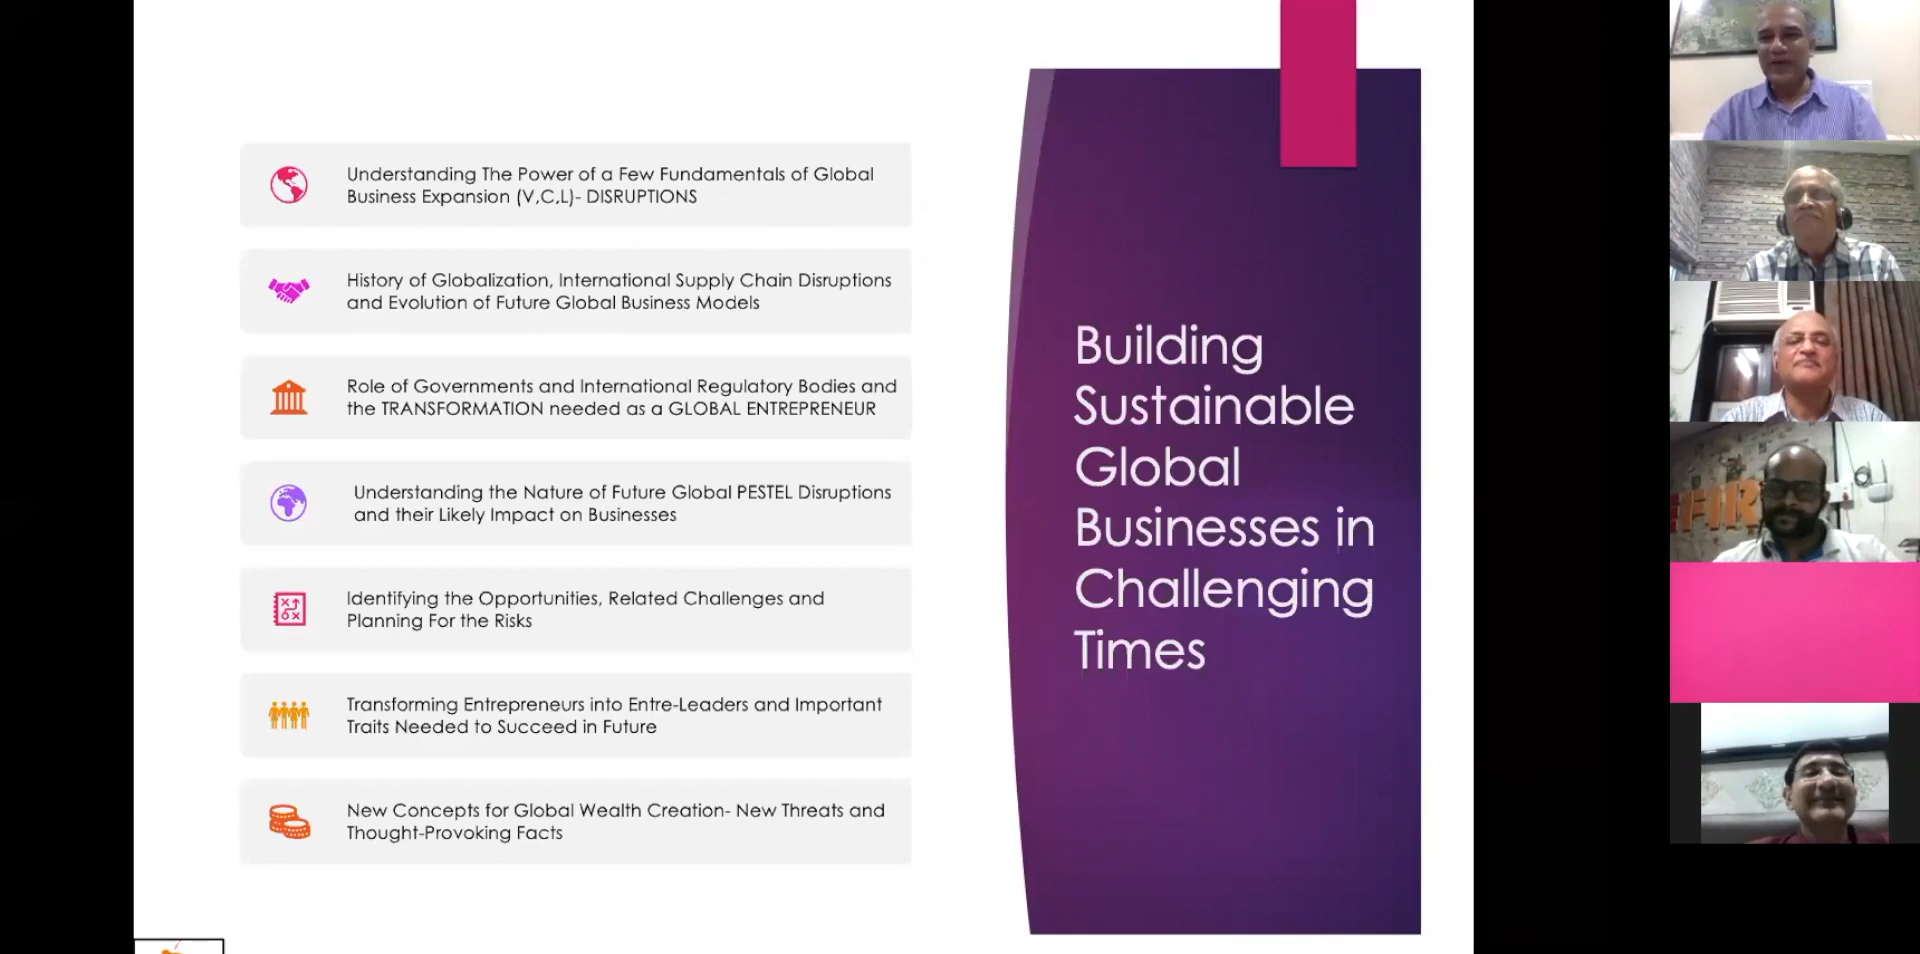 Understanding The Power of a Few Fundamentals of Global
Business Expansion (V,C,L)- DISRUPTIONS
History of Globalization, International Supply Chain Disruptions
and Evolution of Future Global Business Models
Role of Governments and International Regulatory Bodies and
the TRANSFORMATION needed as a GLOBAL ENTREPRENEUR
Understanding the Nature of Future Global PESTEL Disruptions
and their Likely Impact on Businesses
Identifying the Opportunities, Related Challenges and
Planning For the Risks
Transforming Entrepreneurs into Entre-Leaders and Important
Traits Needed to Succeed in Future
New Concepts for Global Wealth Creation- New Threats and
Thought-Provoking Facts
Building
Sustainable
Global
Businesses in
Challenging
Times